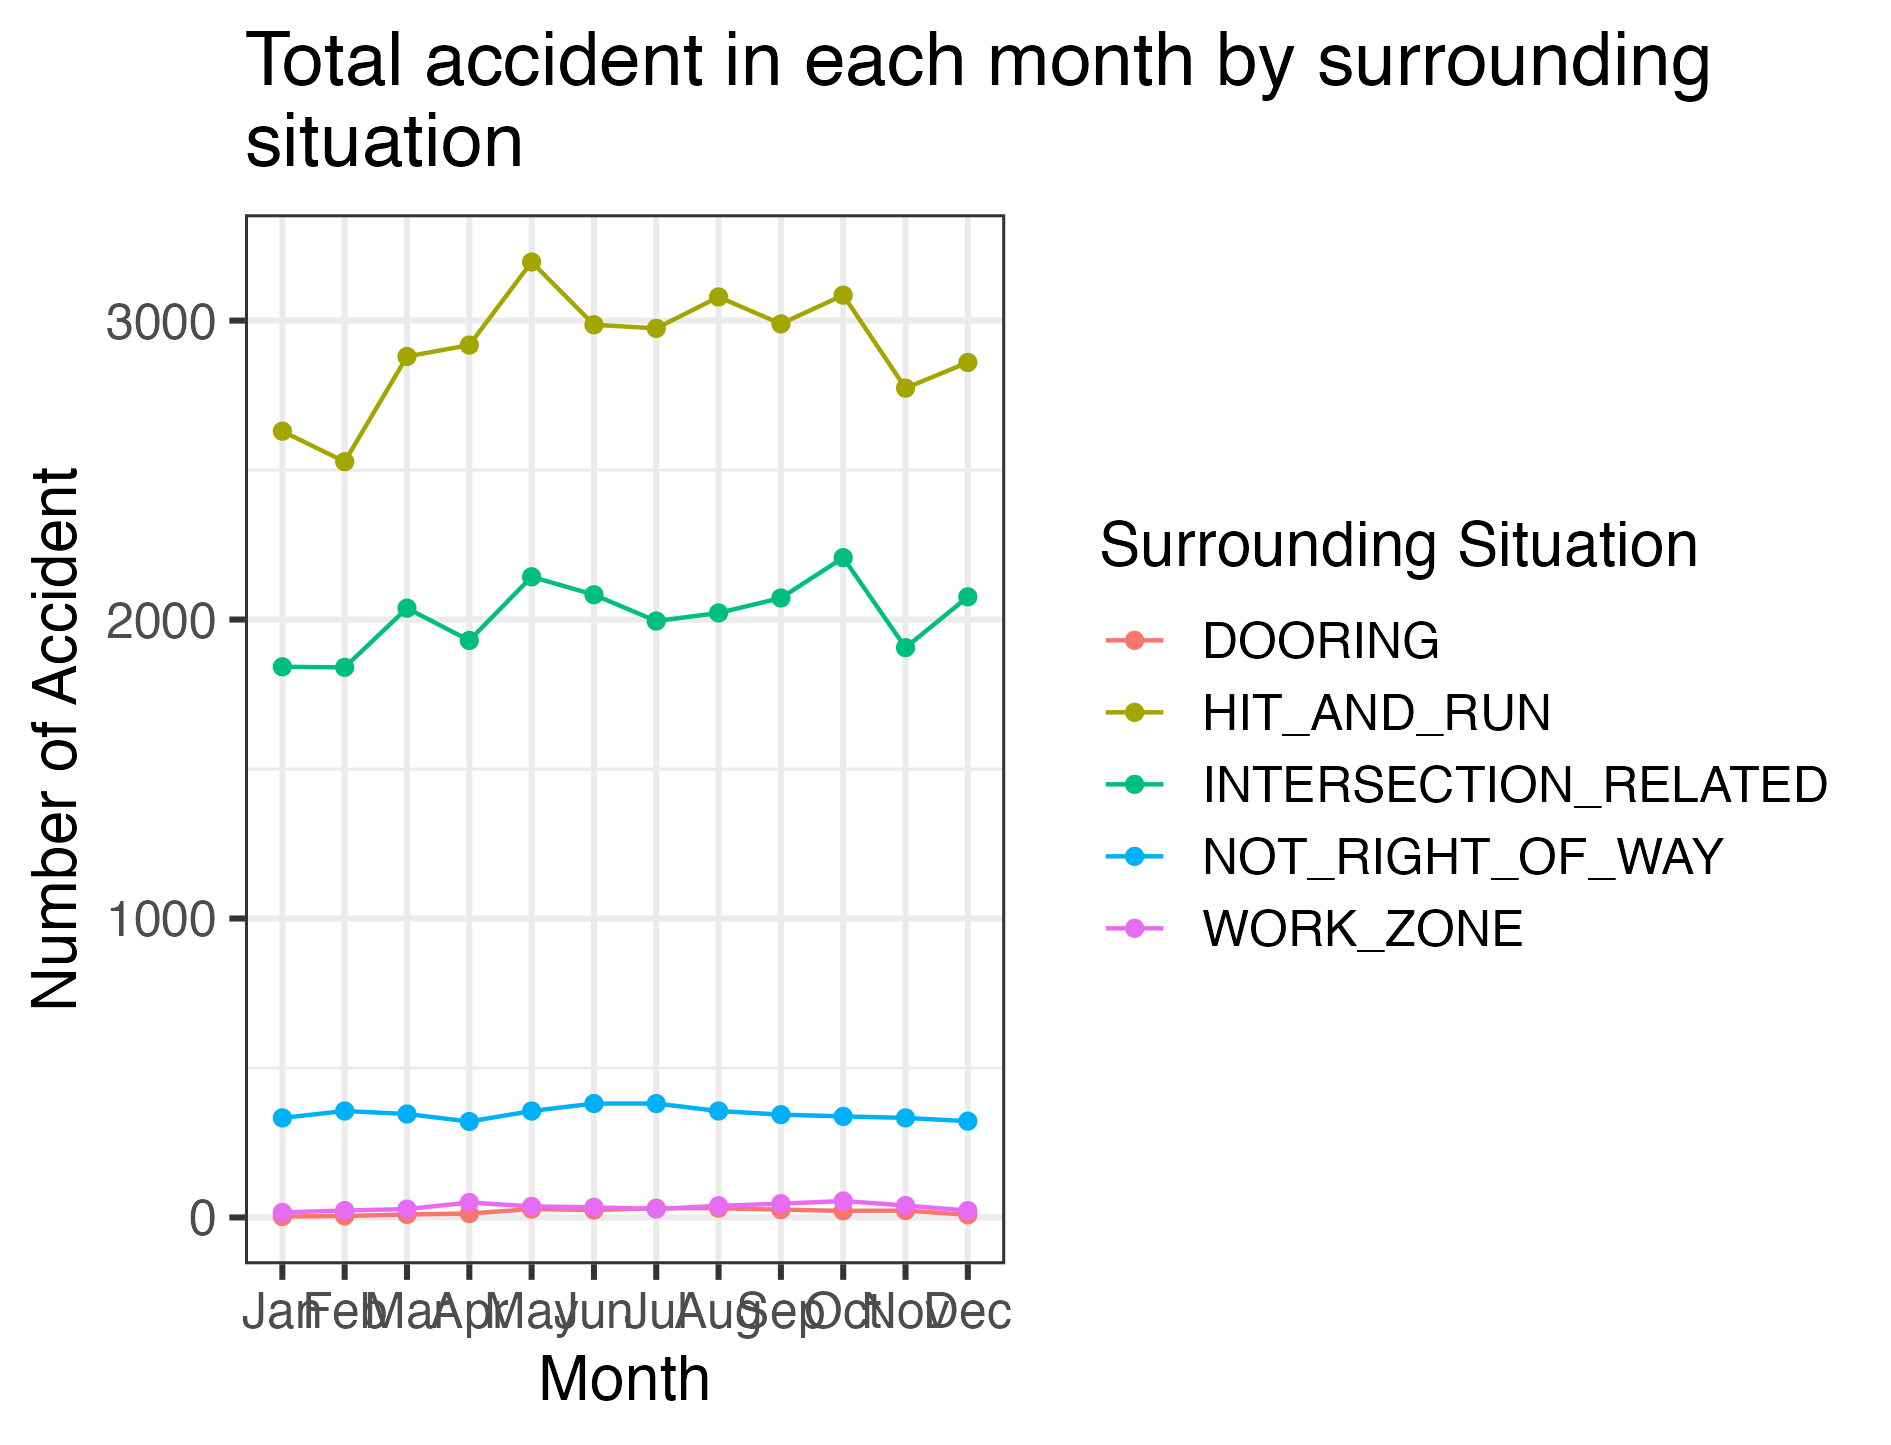 Total accident in each month by surrounding
situation
Number of Accident
3000
2000
1000
0
Jan Feb Mar Apr May Jun Jul Aug Sep Oct Nov Dec
Month
Surrounding Situation
DOORING
HIT_AND_RUN
INTERSECTION_RELATED
NOT_RIGHT_OF_WAY
WORK_ZONE